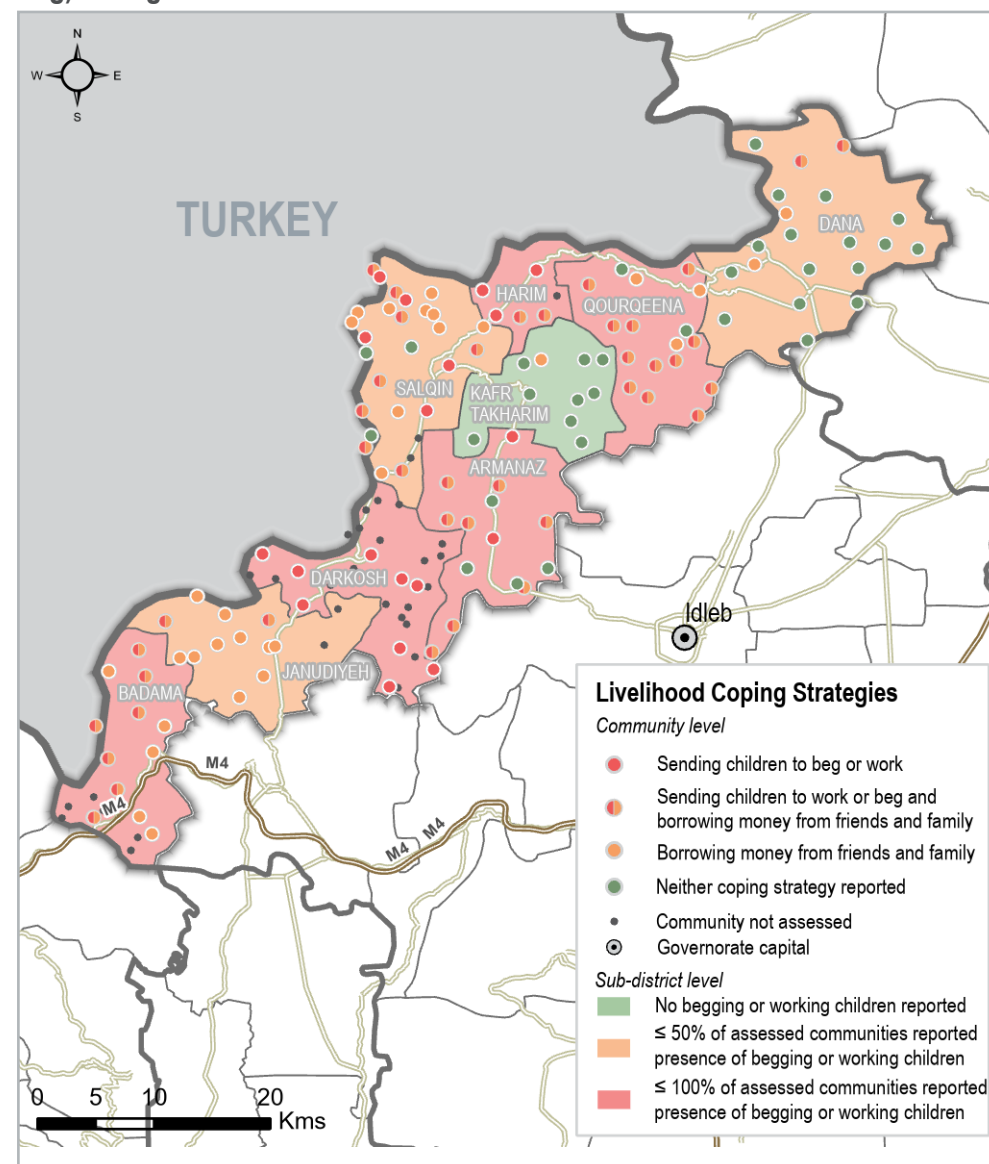 N
W E
S
TURKEY
DANA
HARIM
QOURQEENA
SALQIN
KAFR
TAKHARIM
ARMANAZ
DARKOSH
Idleb
JANUDIYEH
BADAMA
M4
M4
M4
M4
Livelihood Coping Strategies
Community level
Sending children to beg or work
Sending children to work or beg and
borrowing money from friends and family
Borrowing money from friends and family
Neither coping strategy reported
Community not assessed
Governorate capital
Sub-district level
No begging or working children reported
≤ 50% of assessed communities reported
presence of begging or working children
≤ 100% of assessed communities reported
presence of begging or working children
0 5 10 20
Kms